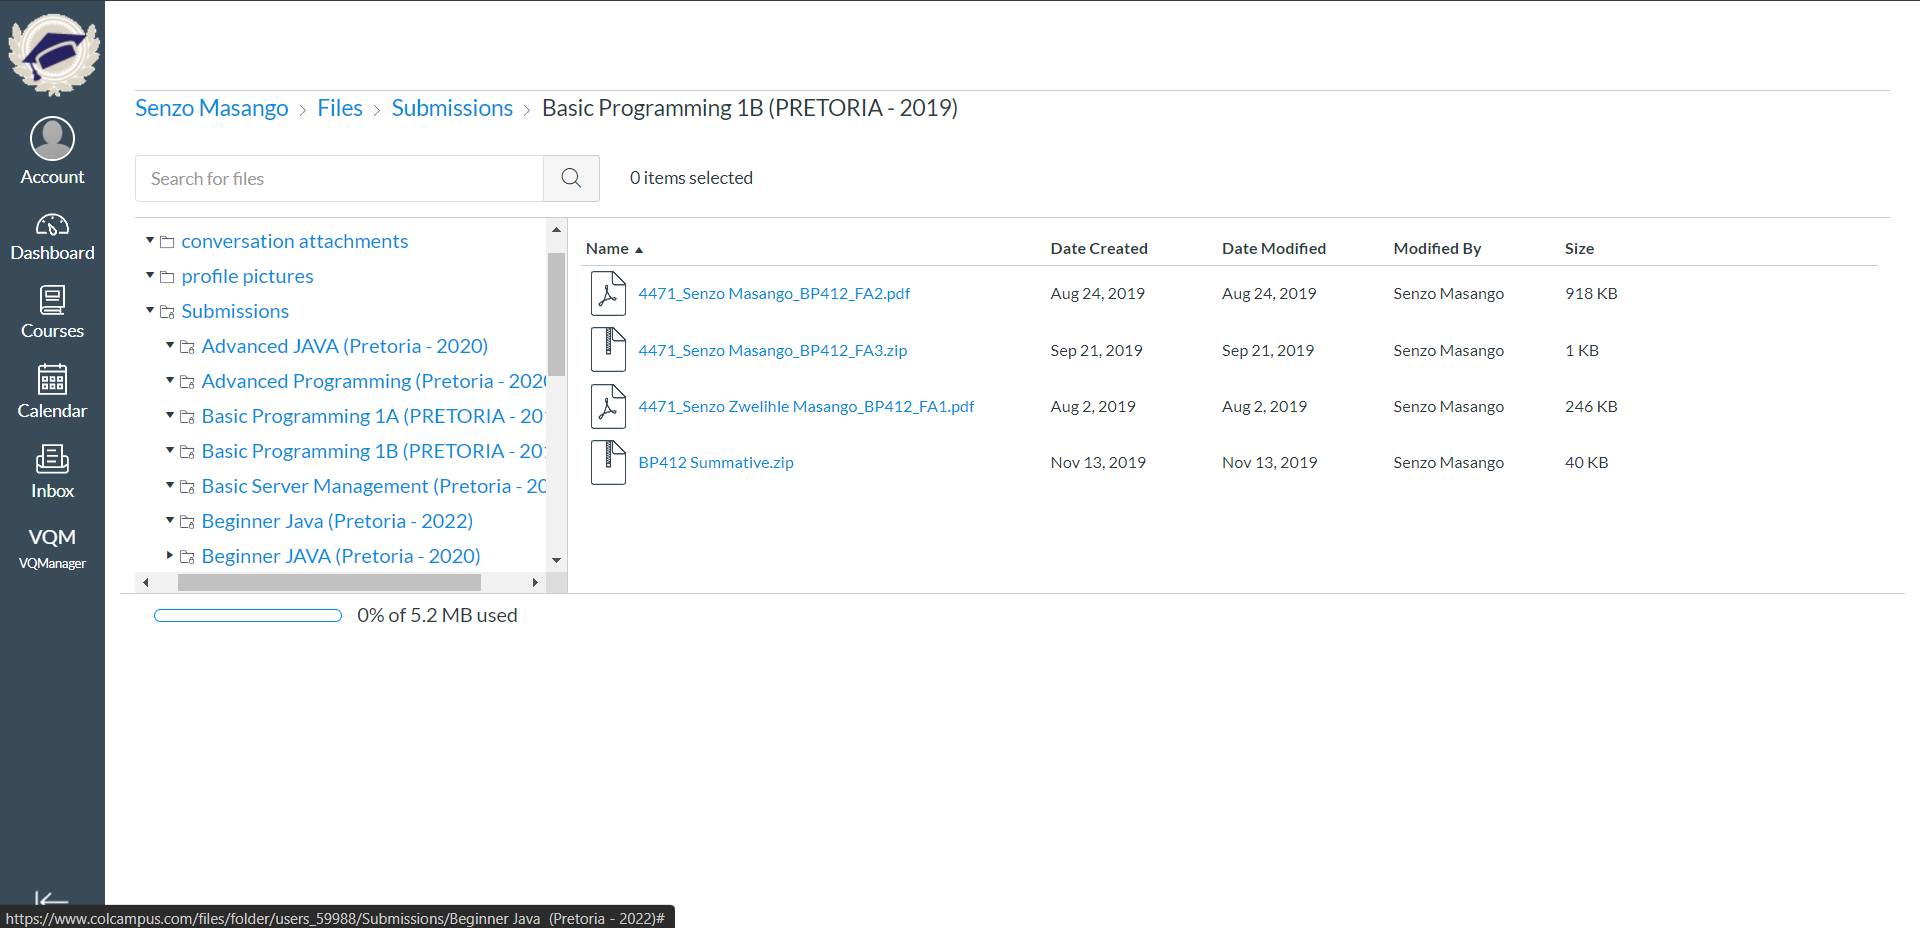 Senzo Masango > Files > Submissions > Basic Programming 1B (PRETORIA - 2019)
Account
Dashboard
Courses
Calendar
Inbox
VQM
VQManager
Search for files
0 items selected
conversation attachments
profile pictures
Submissions
Advanced JAVA (Pretoria - 2020)
Advanced Programming (Pretoria - 202
Basic Programming 1A (PRETORIA - 20
Basic Programming 1B (PRETORIA - 20
Basic Server Management (Pretoria - 20
Beginner Java (Pretoria - 2022)
Beginner JAVA (Pretoria - 2020)
Name Date Created Date Modified Modified By Size
4471_Senzo Masango_BP412_FA2.pdf Aug 24, 2019 Aug 24, 2019 Senzo Masango 918 KB
4471_Senzo Masango_BP412_FA3.zip Sep 21, 2019 Sep 21, 2019 Senzo Masango 1 KB
4471_Senzo Zwelihle Masango_BP412_FA1.pdf Aug 2, 2019 Aug 2, 2019 Senzo Masango 246 KB
BP412 Summative.zip Nov 13, 2019 Nov 13, 2019 Senzo Masango 40 KB
0% of 5.2 MB used
https://www.colcampus.com/files/folder/users_59988/Submissions/Beginner Java  (Pretoria - 2022)#